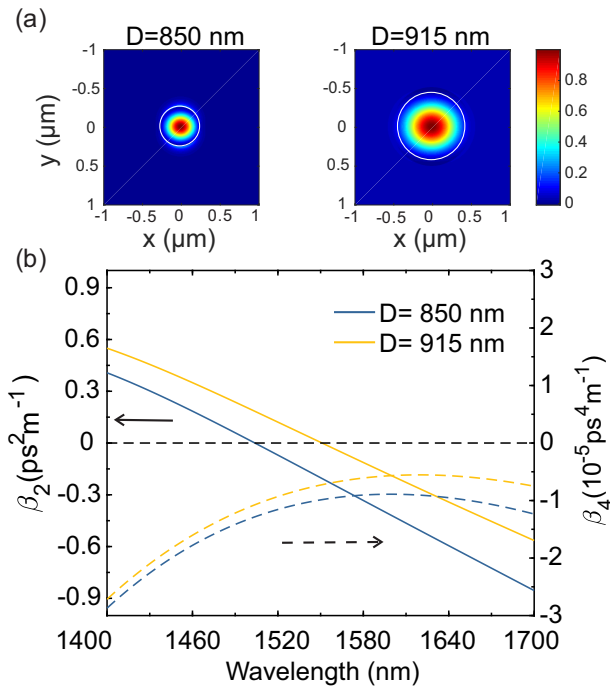 (a)
D=850 nm
D=915 nm
-1
-0.5
0
0.5
1
y (µm)
-1 -0.5 0 0.5 1
x (µm)
-1 -0.5 0 0.5 1
x (µm)
0.8
0.6
0.4
0.2
0
(b)
0.9
0.6
0.3
0
-0.3
-0.6
-0.9
β2(ps2m-1)
D= 850 nm
D= 915 nm
3
2
1
0
-1
-2
-3
β4(10-5ps4m-1)
1400 1460 1520 1580 1640 1700
Wavelength (nm)